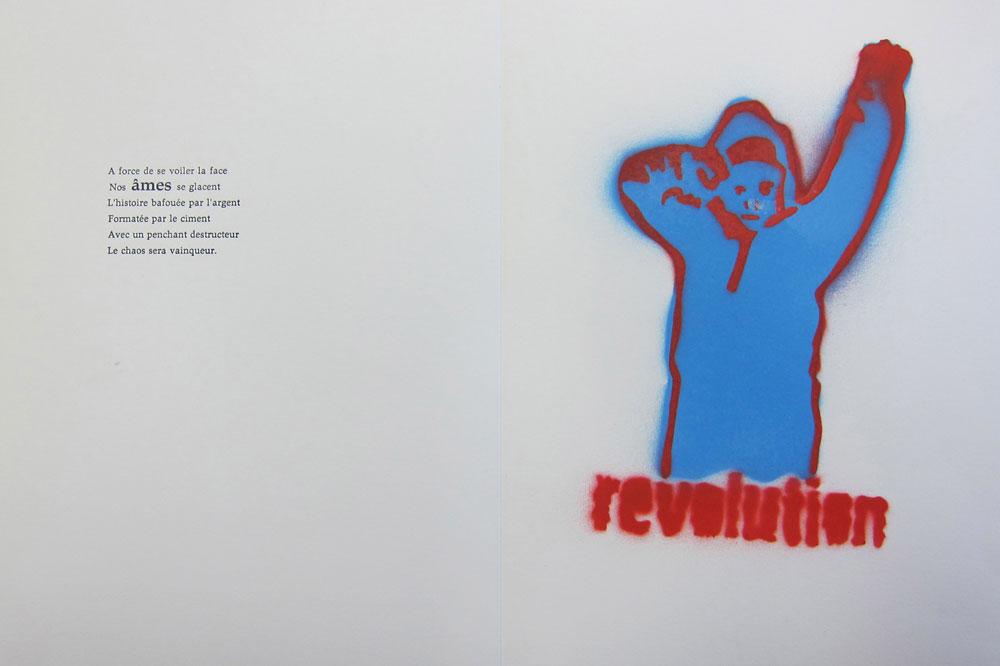 A force de se voiler la face
Nos âmes se glacent
L'histoire bafouée par l'argent
Formatée par le ciment
Avec un penchant destructeur
Le chaos sera vainqueur.
revolution